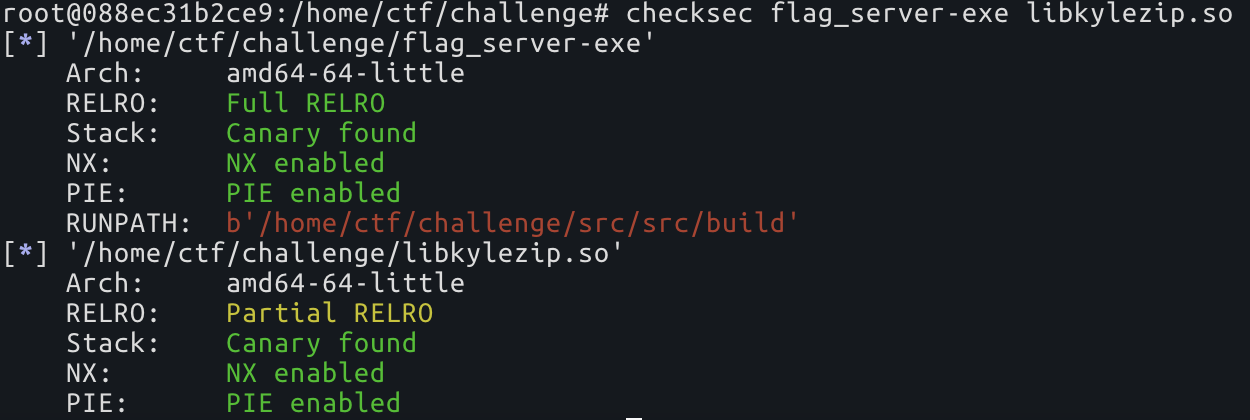 root@088ec31b2ce9:/home/ctf/challenge# checksec flag_server-exe libkylezip.so
[*] '/home/ctf/challenge/flag_server-exe'
    Arch:     amd64-64-little
    RELRO:    Full RELRO
    Stack:    Canary found
    NX:       NX enabled
    PIE:      PIE enabled
    RUNPATH:  b'/home/ctf/challenge/src/src/build'
[*] '/home/ctf/challenge/libkylezip.so'
    Arch:     amd64-64-little
    RELRO:    Partial RELRO
    Stack:    Canary found
    NX:       NX enabled
    PIE:      PIE enabled